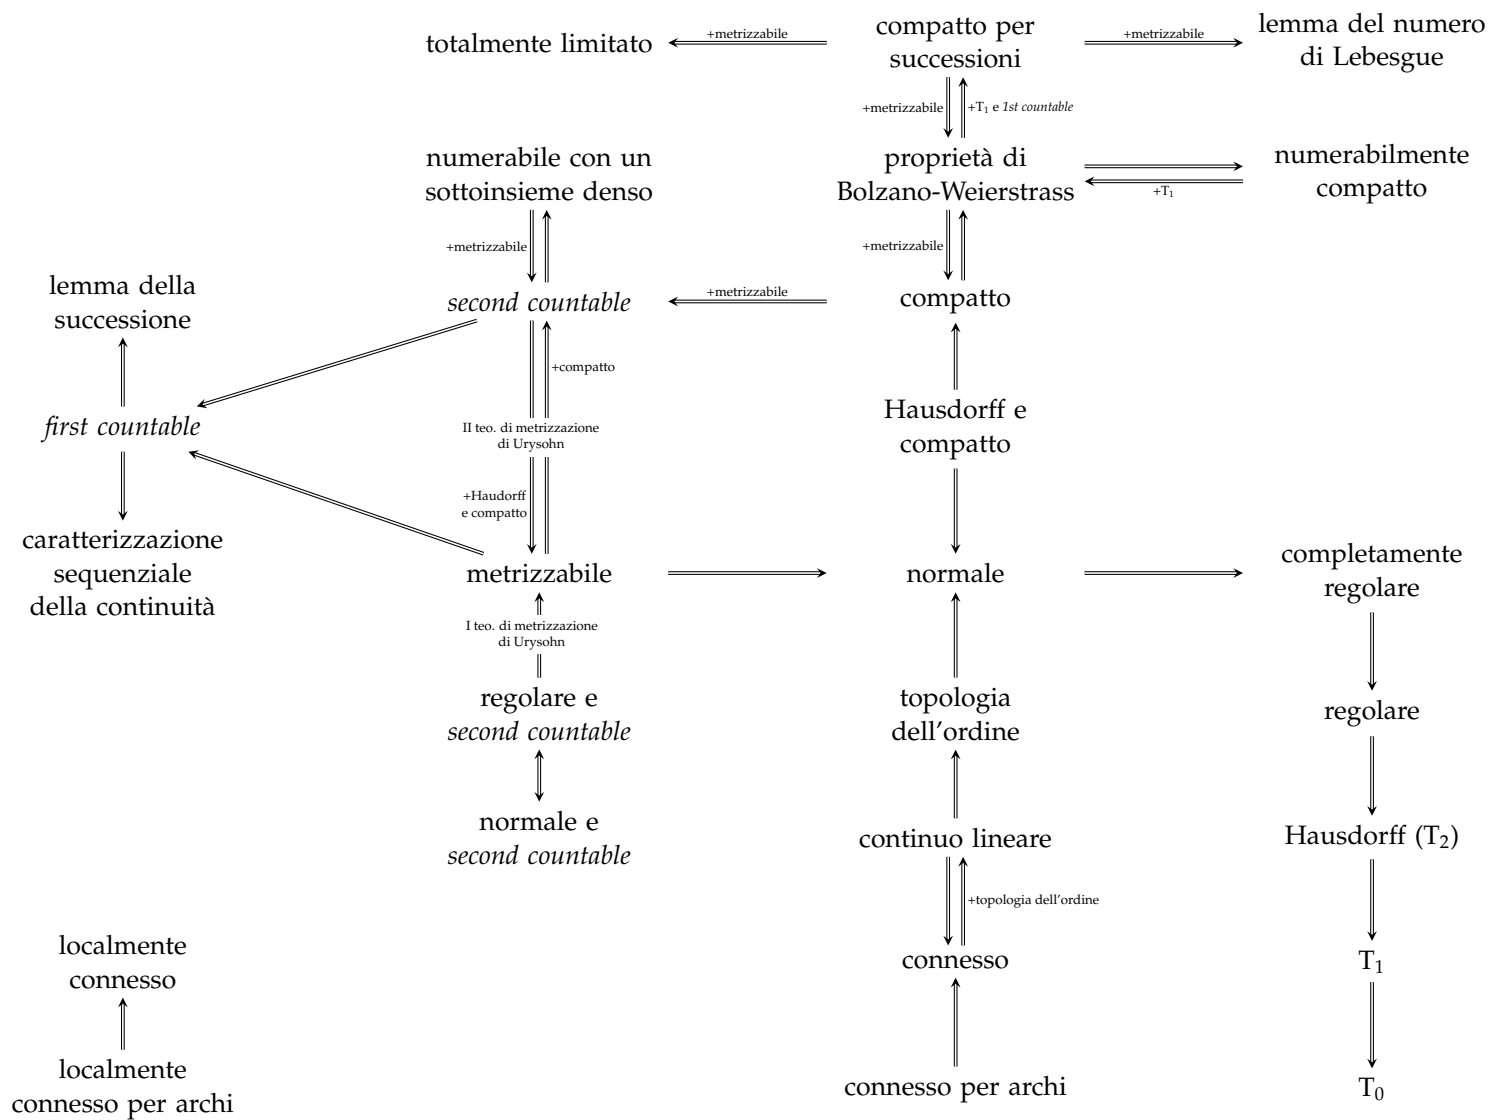 totalmente limitato
+metrizzabile
compatto per
successioni
+metrizzabile
lemma del numero
di Lebesgue
+metrizzabile
+T₁ e 1st countable
numerabile con un
sottoinsieme denso
proprietà di
Bolzano-Weierstrass
+T₁
numerabilmente
compatto
+metrizzabile
+metrizzabile
lemma della
successione
second countable
+metrizzabile
compatto
+compatto
first countable
II teo. di metrizzazione
di Urysohn
Hausdorff e
compatto
+Haudorff
e compatto
caratterizzazione
sequenziale
della continuità
metrizzabile
normale
completamente
regolare
I teo. di metrizzazione
di Urysohn
regolare e
second countable
topologia
dell'ordine
regolare
normale e
second countable
continuo lineare
Hausdorff (T₂)
+topologia dell'ordine
localmente
connesso
connesso
T₁
localmente
connesso per archi
connesso per archi
T₀